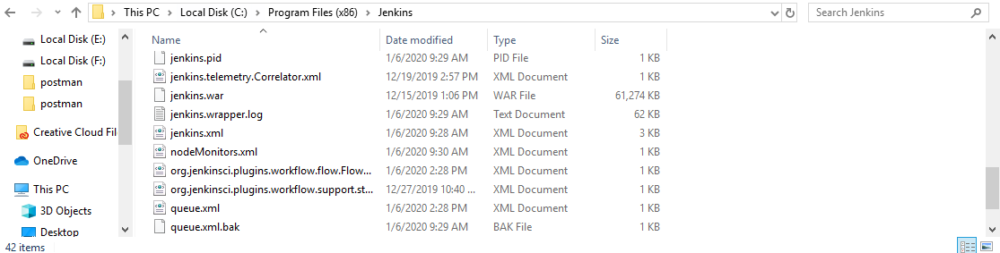 This PC > Local Disk (C:) > Program Files (x86) > Jenkins
Search Jenkins
Local Disk (E:)
Local Disk (F:)
postman
postman
Creative Cloud Fil
OneDrive
This PC
3D Objects
Desktop
Name Date modified Type Size
jenkins.pid 1/6/2020 9:29 AM PID File 1 KB
jenkins.telemetry.Correlator.xml 12/19/2019 2:57 PM XML Document 1 KB
jenkins.war 12/15/2019 1:06 PM WAR File 61,274 KB
jenkins.wrapper.log 1/6/2020 9:29 AM Text Document 62 KB
jenkins.xml 1/6/2020 9:28 AM XML Document 3 KB
nodeMonitors.xml 1/6/2020 9:30 AM XML Document 1 KB
org.jenkinsci.plugins.workflow.flow.Flow... 1/6/2020 2:28 PM XML Document 1 KB
org.jenkinsci.plugins.workflow.support.st... 12/27/2019 10:40 ... XML Document 1 KB
queue.xml 1/6/2020 2:28 PM XML Document 1 KB
queue.xml.bak 1/6/2020 9:29 AM BAK File 1 KB
42 items